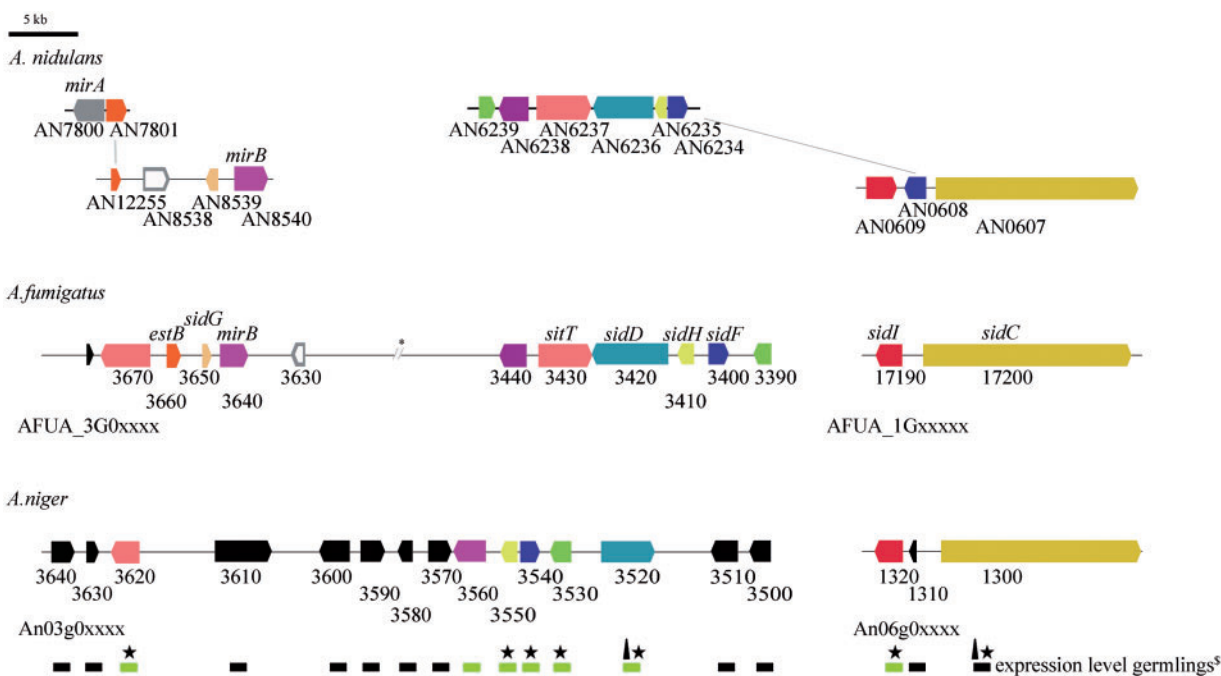 5 kb
A. nidulans
mirA
AN7800 AN7801
mirB
AN12255 AN8539
AN8538 AN8540
AN6239 AN6237 AN6235
AN6238 AN6236 AN6234
AN0608
AN0609 AN0607
A.fumigatus
sidG
estB mirB sitT sidD sidH sidF sidI sidC
3670 3650 3630 3440 3430 3420 3400 3390 17190 17200
3660 3640 3410
AFUA_3G0xxxx AFUA_1Gxxxxx
A.niger
3640 3620 3610 3600 3570 3540 3520 3510 1320 1300
3630 3590 3560 3530 3500 1310
3580 3550
An03g0xxxx An06g0xxxx
expression level germlings$